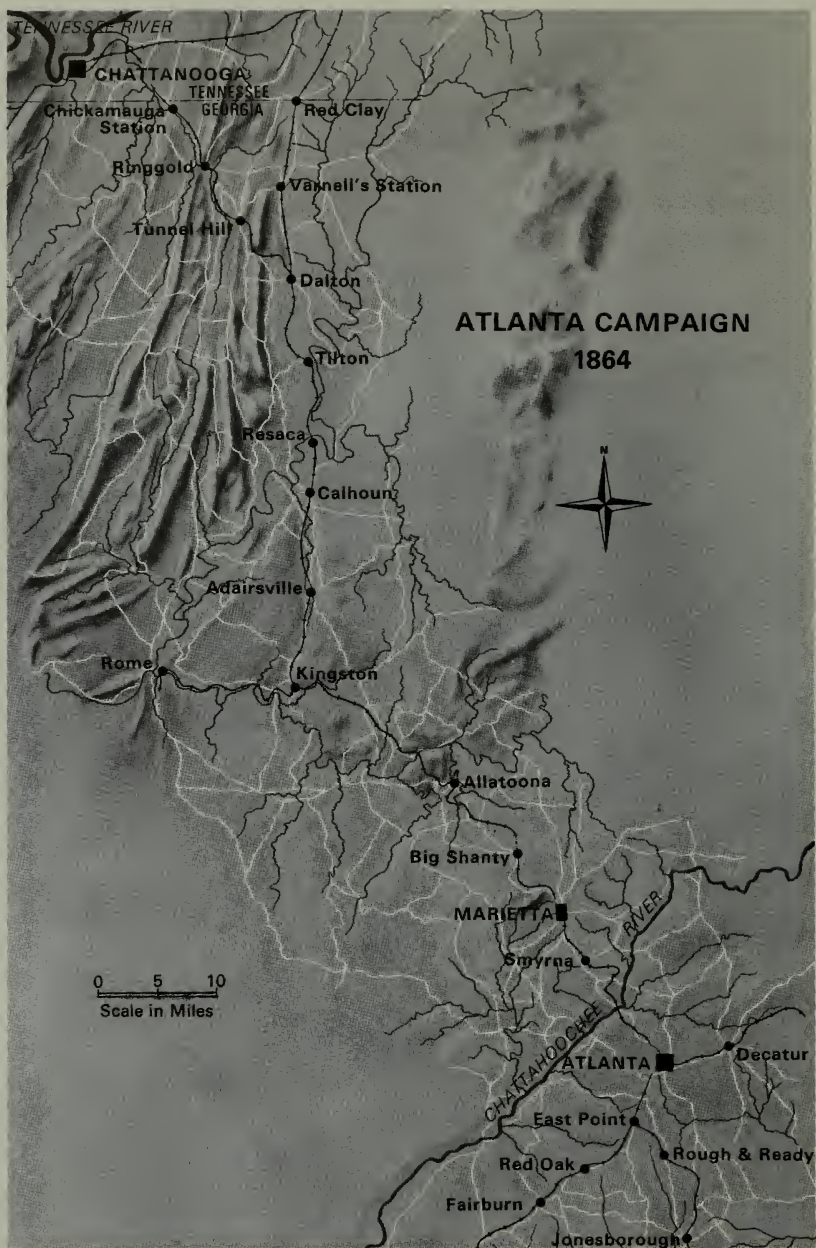 TENNESSEE RIVER
CHATTANOOGA
TENNESSEE
GEORGIA
Chickamauga
Station
Red Clay
Ringgold
Varnell's Station
Tunnel Hill
Dalton
ATLANTA CAMPAIGN
1864
Tilton
Resaca
N
Calhoun
Adairsville
Rome
Kingston
Allatoona
Big Shanty
MARIETTA
RIVER
Smyrna
0 5 10
Scale in Miles
CHATTAHOOCHEE
ATLANTA
Decatur
East Point
Red Oak
Rough & Ready
Fairburn
Jonesborough